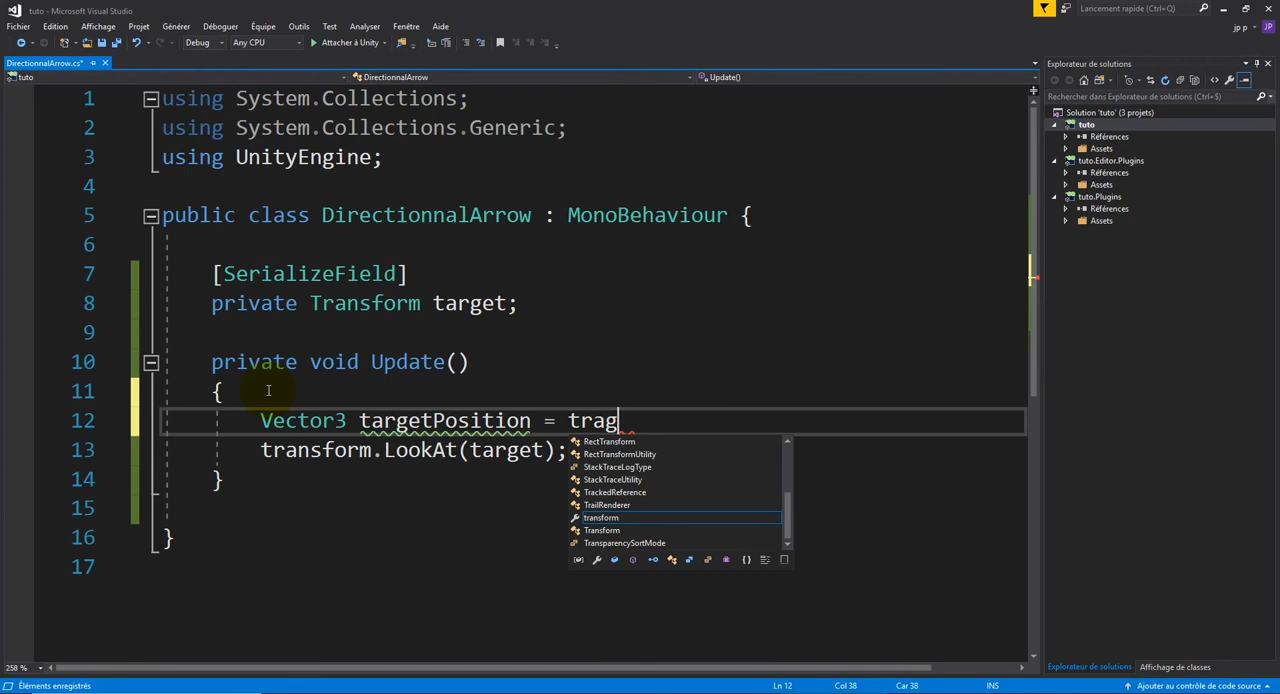 tuto - Microsoft Visual Studio
Lancement rapide (Ctrl+Q)
Fichier Edition Affichage Projet Générer Déboguer Équipe Outils Test Analyser Fenêtre Aide
jp p JP
Debug Any CPU Attacher à Unity
DirectionnalArrow.cs*
tuto DirectionnalArrow Update()
1 using System.Collections;
2 using System.Collections.Generic;
3 using UnityEngine;
4
5 public class DirectionnalArrow : MonoBehaviour {
6
7 [SerializeField]
8 private Transform target;
9
10 private void Update()
11 {
12 Vector3 targetPosition = trag
13 transform.LookAt(target);
14 }
15
16 }
17
RectTransform
RectTransformUtility
StackTraceLogType
StackTraceUtility
TrackedReference
TrailRenderer
transform
Transform
TransparencySortMode
Explorateur de solutions
Rechercher dans Explorateur de solutions (Ctrl+$)
Solution 'tuto' (3 projets)
tuto
Références
Assets
tuto.Editor.Plugins
Références
Assets
tuto.Plugins
Références
Assets
Explorateur de solutions Affichage de classes
258 %
Éléments enregistrés Ln 12 Col 38 Car 38 INS Ajouter au contrôle de code source